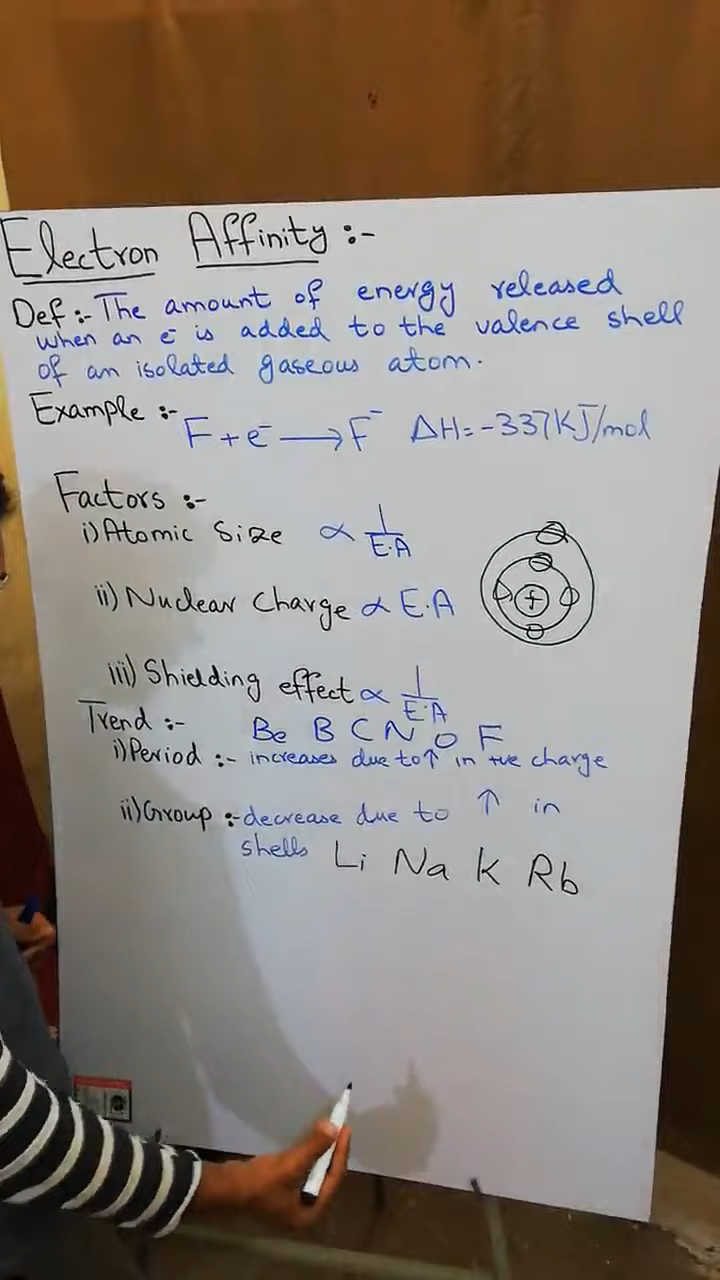 Electron Affinity :-
Def :- The amount of energy released
when an e⁻ is added to the valence shell
of an isolated gaseous atom.
Example :-
F + e⁻ ⟶ F⁻ ΔH = -337KJ/mol
Factors :-
i) Atomic Size ∝ 1/E.A
ii) Nuclear Charge ∝ E.A
+
iii) Shielding effect ∝ 1/E.A
Trend :- Be B C N O F
i) Period :- increases due to ↑ in +ve charge
ii) Group :- decrease due to ↑ in
shells Li Na K Rb